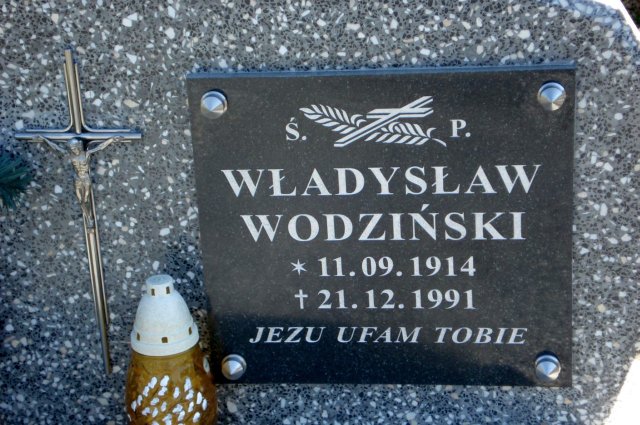 Ś. P.
WŁADYSŁAW
WODZIŃSKI
✶ 11.09.1914
✝ 21.12.1991
JEZU UFAM TOBIE